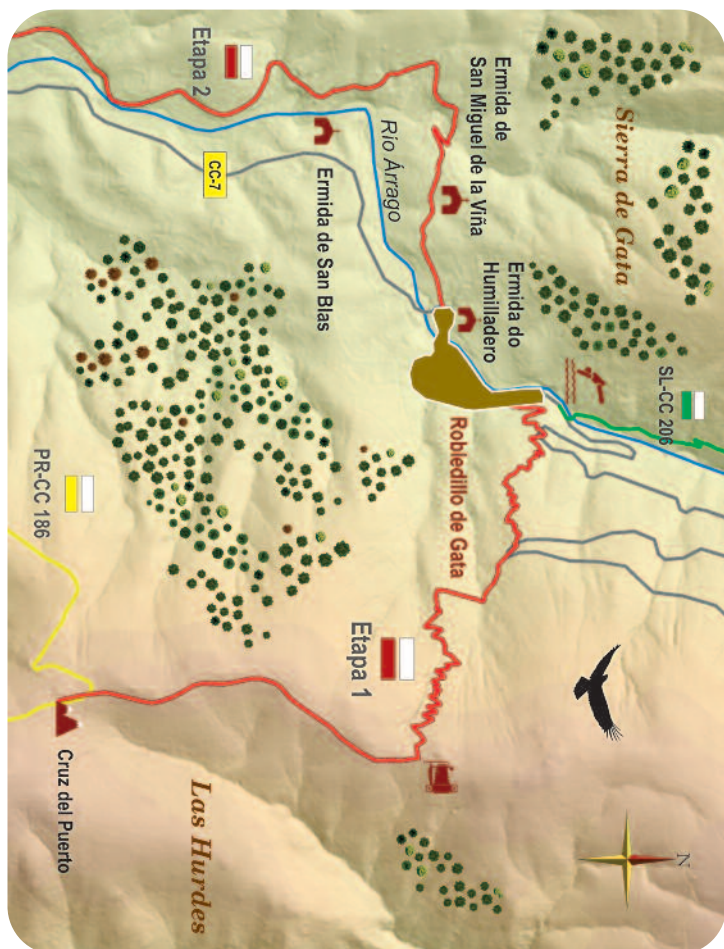 Etapa 2
Ermida de
San Miguel de la Viña
Sierra de Gata
CC-7
Ermida de San Blas
Rio Árrago
Ermida do
Humilladero
SL-CC 206
Robledillo de Gata
PR-CC 186
Etapa 1
Cruz del Puerto
Las Hurdes
N